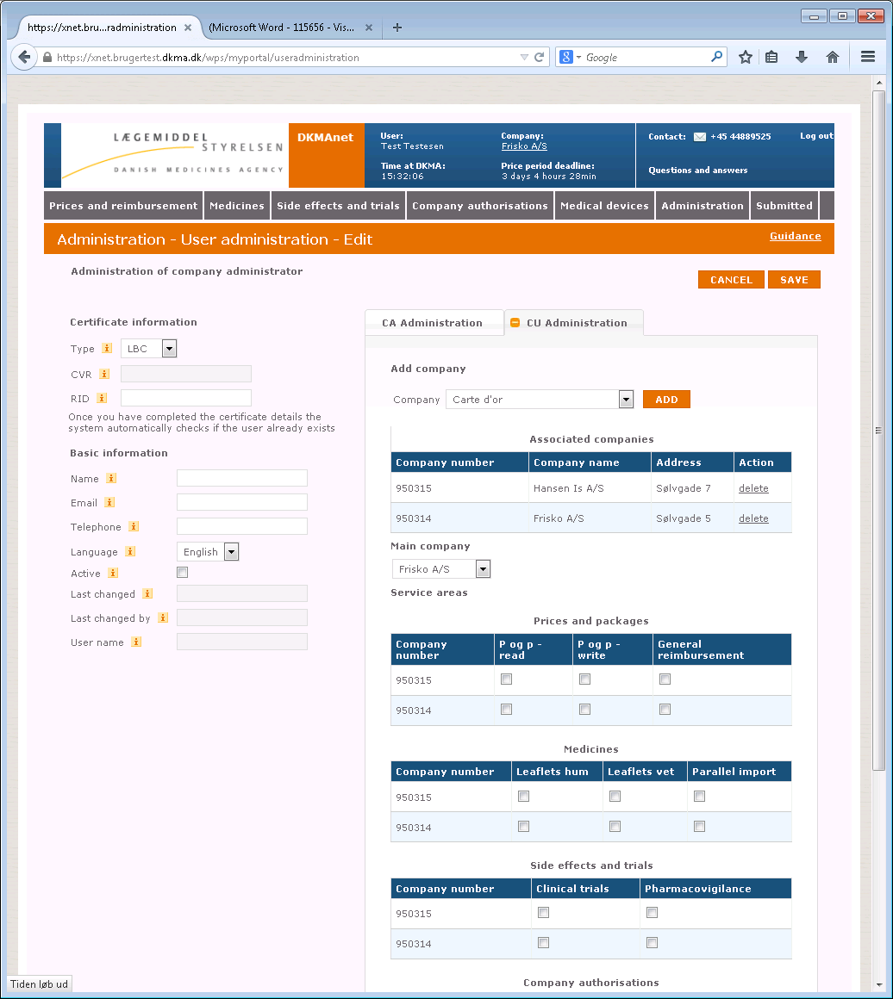 https://xnet.bru...radministration
(Microsoft Word - 115656 - Vis...
https://xnet.brugertest.dkma.dk/wps/myportal/useradministration
Google
LÆGEMIDDEL
STYRELSEN
DANISH MEDICINES AGENCY
DKMAnet
User:
Test Testesen
Time at DKMA:
15:32:06
Company:
Frisko A/S
Price period deadline:
3 days 4 hours 28min
Contact: +45 44889525
Log out
Questions and answers
Prices and reimbursement Medicines Side effects and trials Company authorisations Medical devices Administration Submitted
Administration - User administration - Edit
Guidance
Administration of company administrator
CANCEL SAVE
Certificate information
Type LBC
CVR
RID
Once you have completed the certificate details the
system automatically checks if the user already exists
Basic information
Name
Email
Telephone
Language English
Active
Last changed
Last changed by
User name
CA Administration CU Administration
Add company
Company Carte d'or ADD
Associated companies
Company number Company name Address Action
950315 Hansen Is A/S Sølvgade 7 delete
950314 Frisko A/S Sølvgade 5 delete
Main company
Frisko A/S
Service areas
Prices and packages
Company number P og p - read P og p - write General reimbursement
950315
950314
Medicines
Company number Leaflets hum Leaflets vet Parallel import
950315
950314
Side effects and trials
Company number Clinical trials Pharmacovigilance
950315
950314
Company authorisations
Tiden løb ud